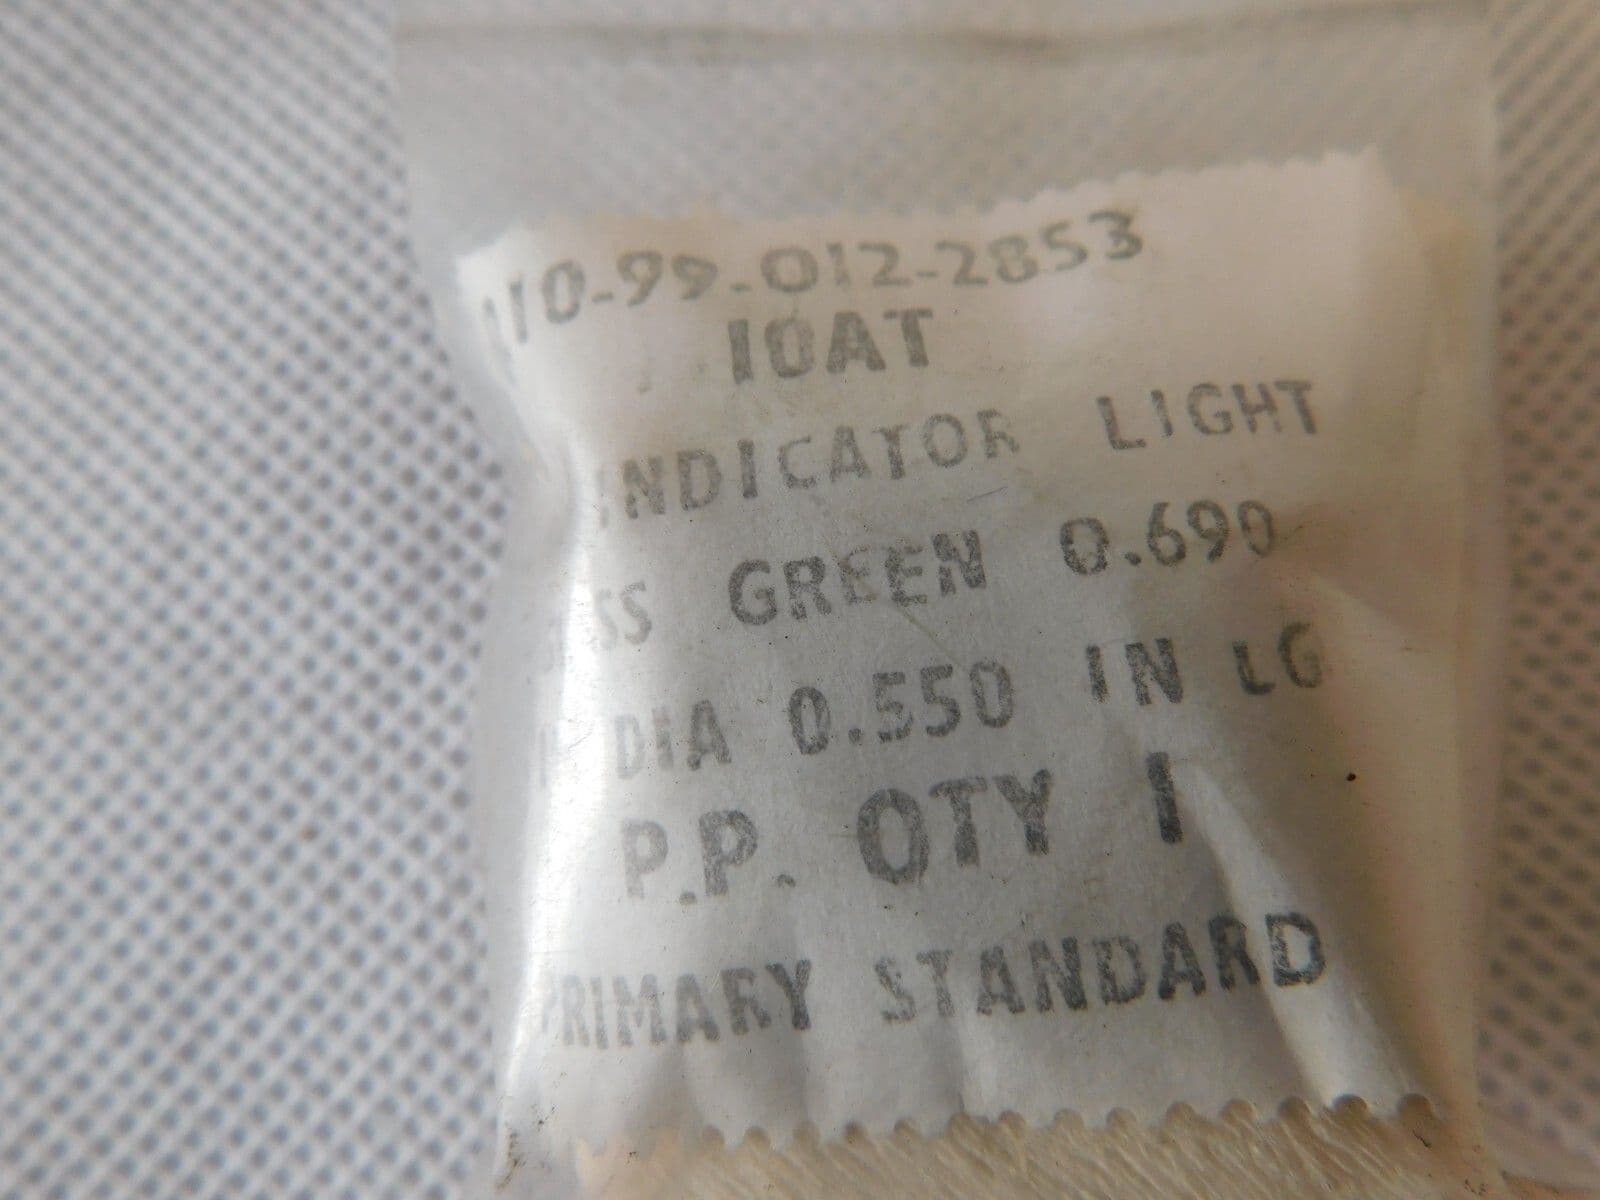 10-99-012-2853
10AT
INDICATOR LIGHT
GREEN 0.690
DIA 0.550 IN LG
P.P. QTY 1
PRIMARY STANDARD